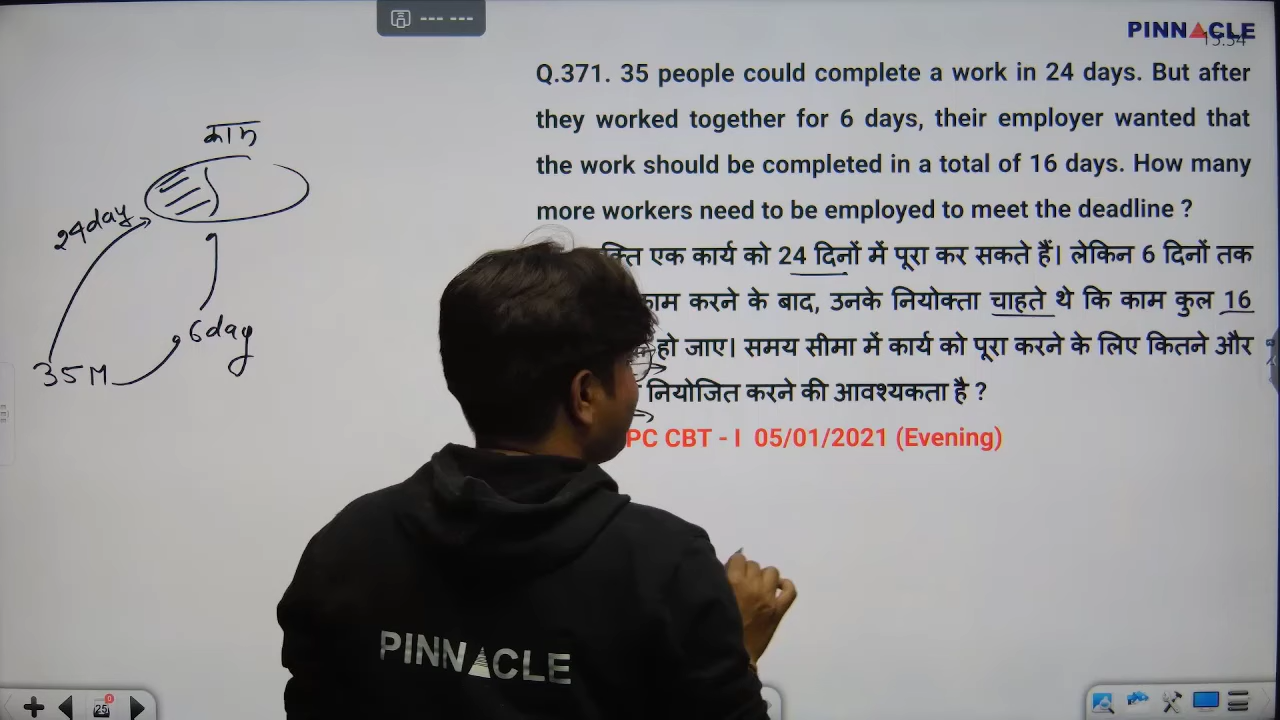 --- ---
PINNACLE
15:54
Q.371. 35 people could complete a work in 24 days. But after
they worked together for 6 days, their employer wanted that
the work should be completed in a total of 16 days. How many
more workers need to be employed to meet the deadline ?
एक कार्य को 24 दिनों में पूरा कर सकते हैं। लेकिन 6 दिनों तक
काम करने के बाद, उनके नियोक्ता चाहते थे कि काम कुल 16
हो जाए। समय सीमा में कार्य को पूरा करने के लिए कितने और
नियोजित करने की आवश्यकता है ?
PC CBT - I 05/01/2021 (Evening)
काम
24day
6day
35M
PINNACLE